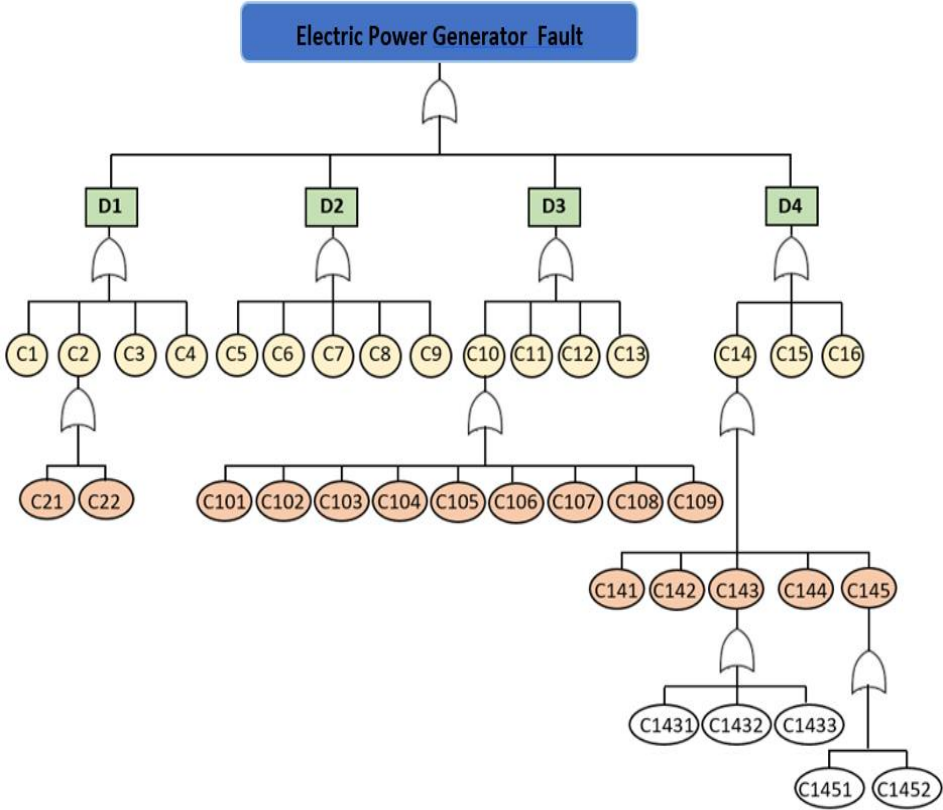 Electric Power Generator Fault
D1 D2 D3 D4
C1 C2 C3 C4 C5 C6 C7 C8 C9 C10 C11 C12 C13 C14 C15 C16
C21 C22 C101 C102 C103 C104 C105 C106 C107 C108 C109
C141 C142 C143 C144 C145
C1431 C1432 C1433
C1451 C1452